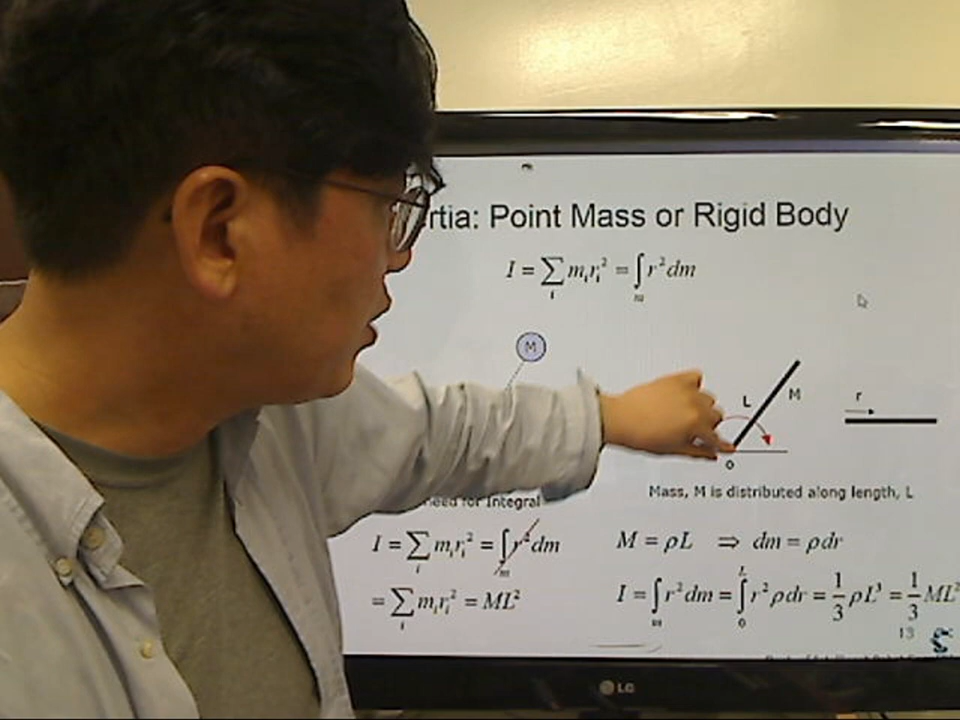 rtia: Point Mass or Rigid Body
I = ∑ᵢ mᵢrᵢ² = ∫ₘ r² dm
M
L
M
r
o
need for Integral
Mass, M is distributed along length, L
I = ∑ᵢ mᵢrᵢ² = ∫ₘ r² dm
M = ρL ⇒ dm = ρdr
= ∑ᵢ mᵢrᵢ² = ML²
I = ∫ₘ r² dm = ∫₀ᴸ r² ρdr = 1/3 ρL³ = 1/3 ML²
13
LG